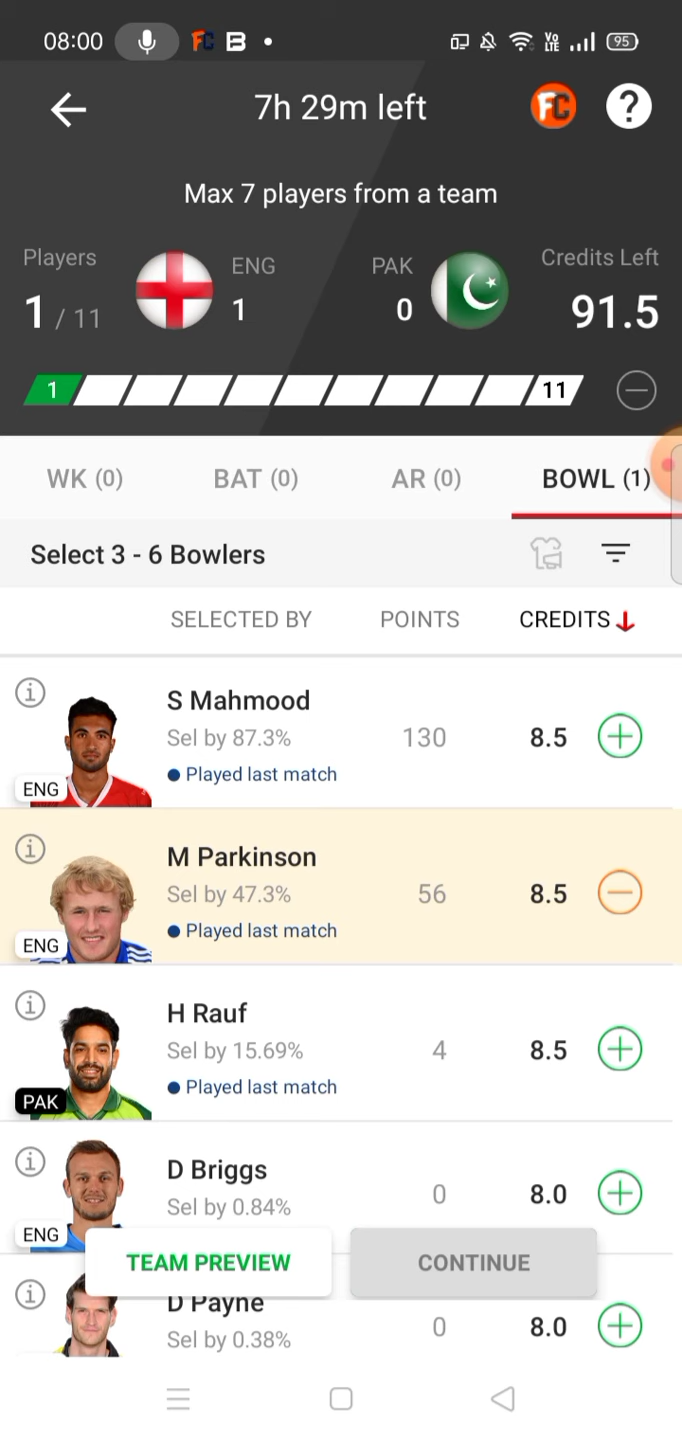 08:00 FC B VO LTE 95
7h 29m left FC ?
Max 7 players from a team
Players ENG PAK Credits Left
1 / 11 1 0 91.5
1 11
WK (0) BAT (0) AR (0) BOWL (1)
Select 3 - 6 Bowlers
SELECTED BY POINTS CREDITS
S Mahmood
Sel by 87.3% 130 8.5
Played last match
ENG
M Parkinson
Sel by 47.3% 56 8.5
Played last match
ENG
H Rauf
Sel by 15.69% 4 8.5
Played last match
PAK
D Briggs
Sel by 0.84% 0 8.0
ENG
TEAM PREVIEW CONTINUE
D Payne
Sel by 0.38% 0 8.0